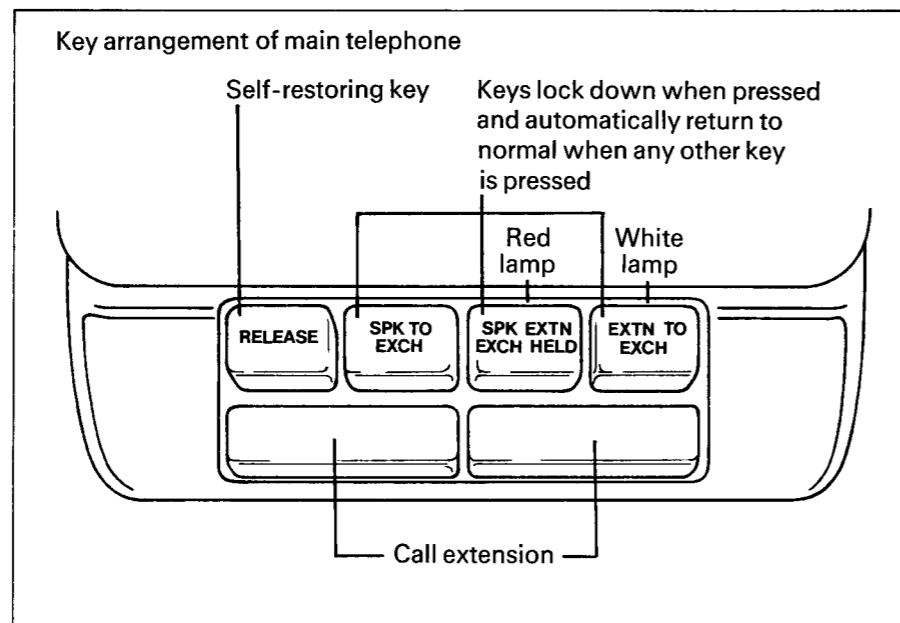 Key arrangement of main telephone
Self-restoring key
Keys lock down when pressed
and automatically return to
normal when any other key
is pressed
Red
lamp
White
lamp
RELEASE
SPK TO
EXCH
SPK EXTN
EXCH HELD
EXTN TO
EXCH
Call extension